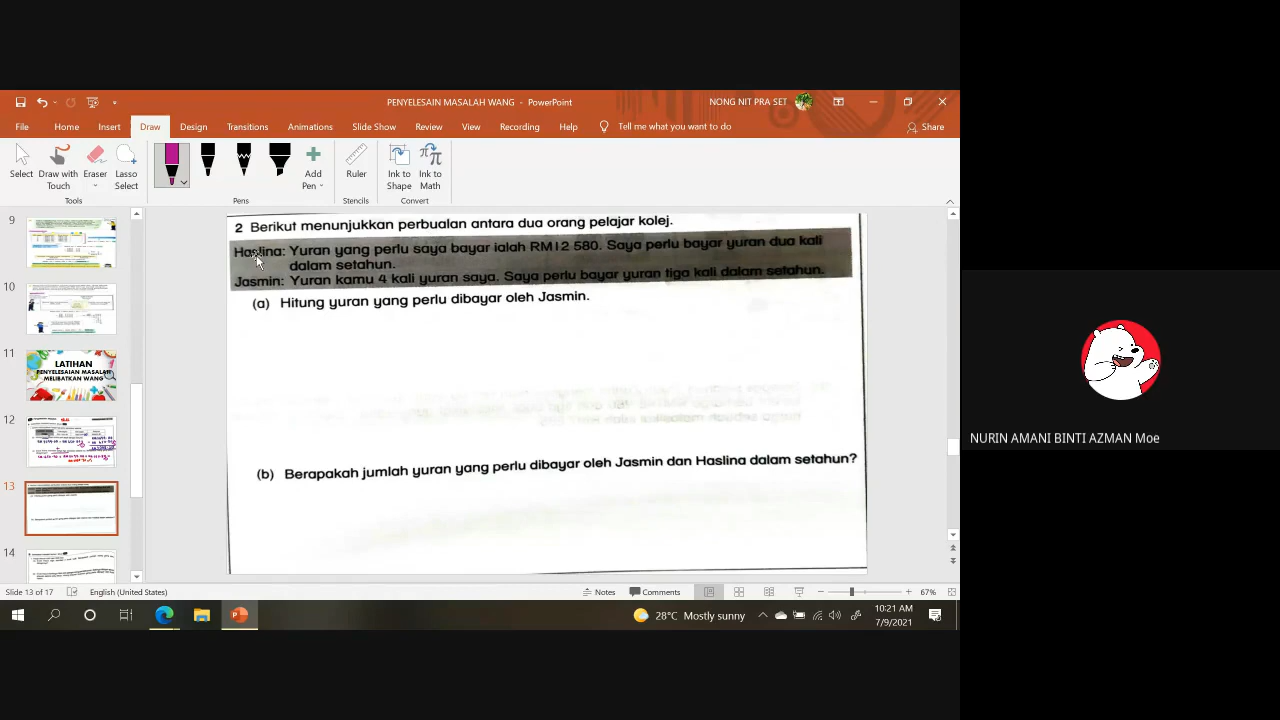 PENYELESAIN MASALAH WANG - PowerPoint
NONG NIT PRA SET
File Home Insert Draw Design Transitions Animations Slide Show Review View Recording Help Tell me what you want to do Share
Select
Draw with Touch
Eraser
Lasso Select
Add Pen
Ruler
Ink to Shape
Ink to Math
Tools
Pens
Stencils
Convert
9
10
11
LATIHAN
PENYELESAIAN MASALAH
MELIBATKAN WANG
12
13
14
2 Berikut menunjukkan perbualan antara dua orang pelajar kolej.
Haslina: Yuran yang perlu saya bayar ialah RM12 580. Saya perlu bayar yuran dua kali
dalam setahun.
Jasmin: Yuran kamu 4 kali yuran saya. Saya perlu bayar yuran tiga kali dalam setahun.
(a) Hitung yuran yang perlu dibayar oleh Jasmin.
(b) Berapakah jumlah yuran yang perlu dibayar oleh Jasmin dan Haslina dalam setahun?
NURIN AMANI BINTI AZMAN Moe
Slide 13 of 17 English (United States) Notes Comments 67%
28°C Mostly sunny
10:21 AM
7/9/2021